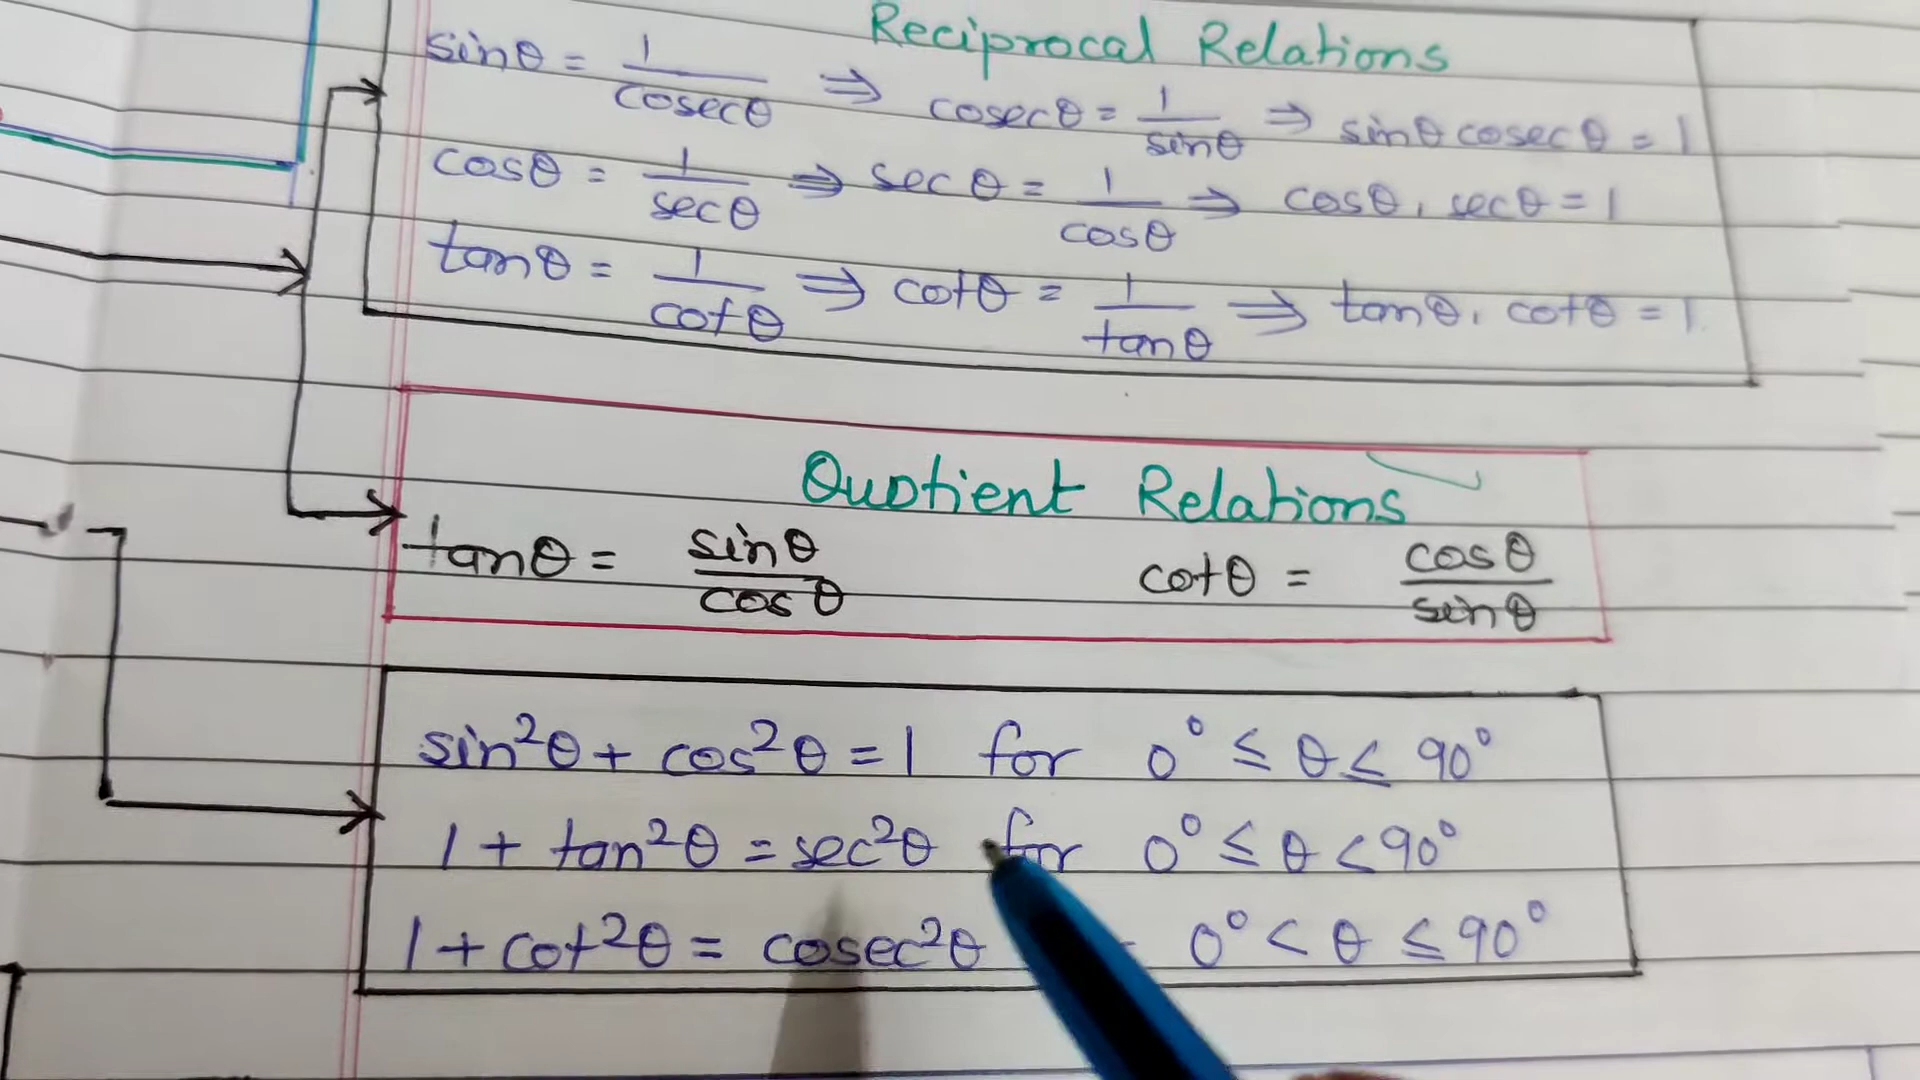 Reciprocal Relations
sinθ = 1/cosecθ ⇒ cosecθ = 1/sinθ ⇒ sinθ cosecθ = 1
cosθ = 1/secθ ⇒ secθ = 1/cosθ ⇒ cosθ . secθ = 1
tanθ = 1/cotθ ⇒ cotθ = 1/tanθ ⇒ tanθ . cotθ = 1
Quotient Relations
tanθ = sinθ/cosθ cotθ = cosθ/sinθ
sin²θ + cos²θ = 1 for 0° ≤ θ ≤ 90°
1 + tan²θ = sec²θ for 0° ≤ θ < 90°
1 + cot²θ = cosec²θ 0° < θ ≤ 90°